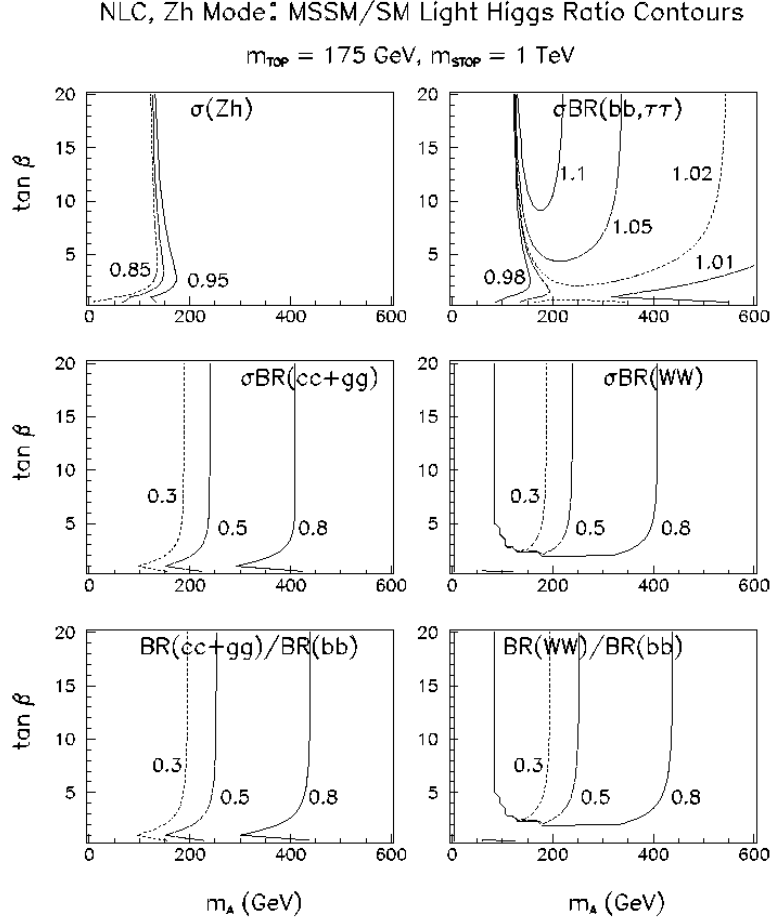 NLC, Zh Mode: MSSM/SM Light Higgs Ratio Contours
m_TOP = 175 GeV, m_STOP = 1 TeV
tan β
20
15
10
5
σ(Zh)
0.85
0.95
0 200 400 600
20
15
10
5
σBR(bb,ττ)
1.1
1.02
1.05
1.01
0.98
0 200 400 600
tan β
20
15
10
5
σBR(cc+gg)
0.3
0.5
0.8
0 200 400 600
20
15
10
5
σBR(WW)
0.3
0.5
0.8
0 200 400 600
tan β
20
15
10
5
BR(cc+gg)/BR(bb)
0.3
0.5
0.8
0 200 400 600
m_A (GeV)
20
15
10
5
BR(WW)/BR(bb)
0.3
0.5
0.8
0 200 400 600
m_A (GeV)